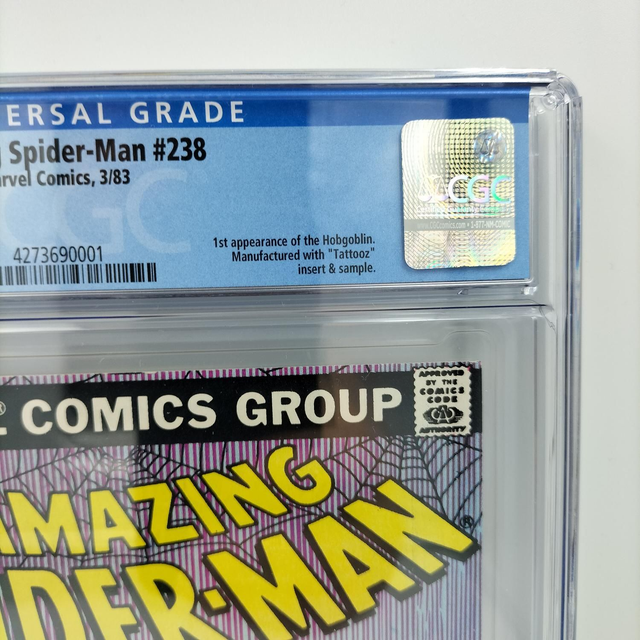 ERSAL GRADE
Spider-Man #238
arvel Comics, 3/83
CGC
CGC
4273690001
1st appearance of the Hobgoblin.
Manufactured with "Tattooz"
insert & sample.
® L COMICS GROUP
APPROVED
BY THE
COMICS
CODE
AUTHORITY
AMAZING
DER-MAN®